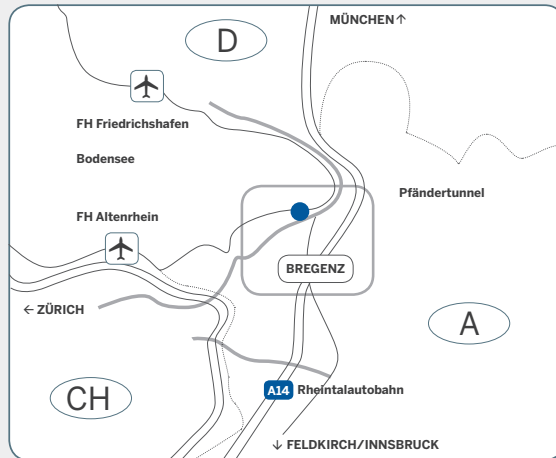 MÜNCHEN ↑
D
FH Friedrichshafen
Bodensee
Pfändertunnel
FH Altenrhein
BREGENZ
← ZÜRICH
A
CH
A14 Rheintalautobahn
↓ FELDKIRCH/INNSBRUCK